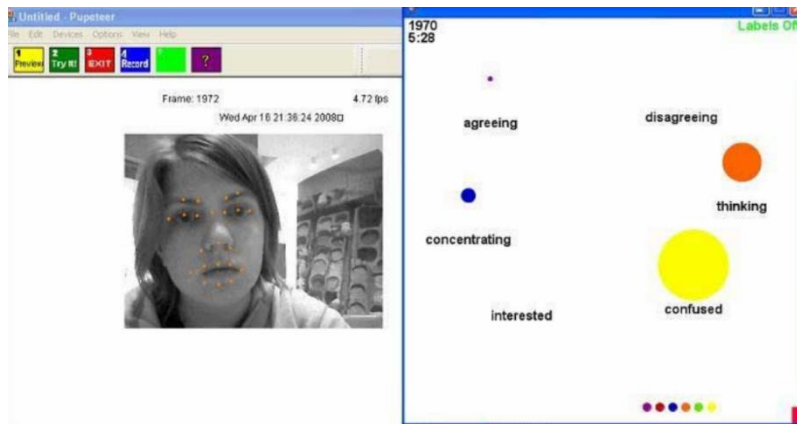 Untitled - Pupeteer
File Edit Devices Options View Help
1 Preview
2 Try It!
3 EXIT
4 Record
?
Frame: 1972
4.72 fps
Wed Apr 16 21:36:24 2008
1970
5:28
Labels Off
agreeing
disagreeing
thinking
concentrating
confused
interested